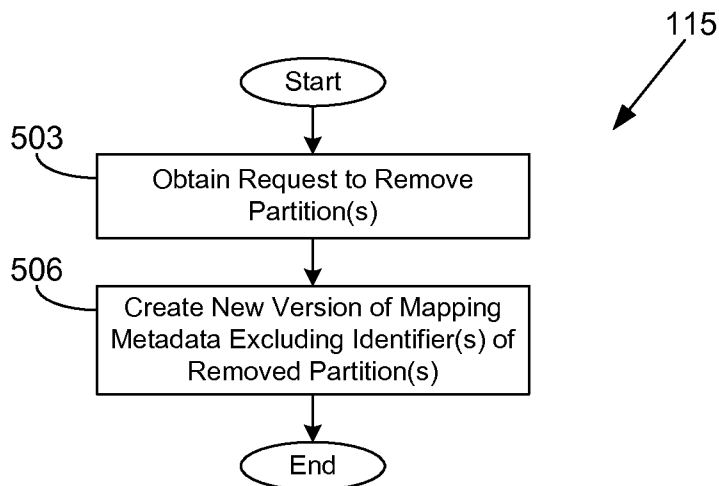 115
Start
503
Obtain Request to Remove
Partition(s)
506
Create New Version of Mapping
Metadata Excluding Identifier(s) of
Removed Partition(s)
End